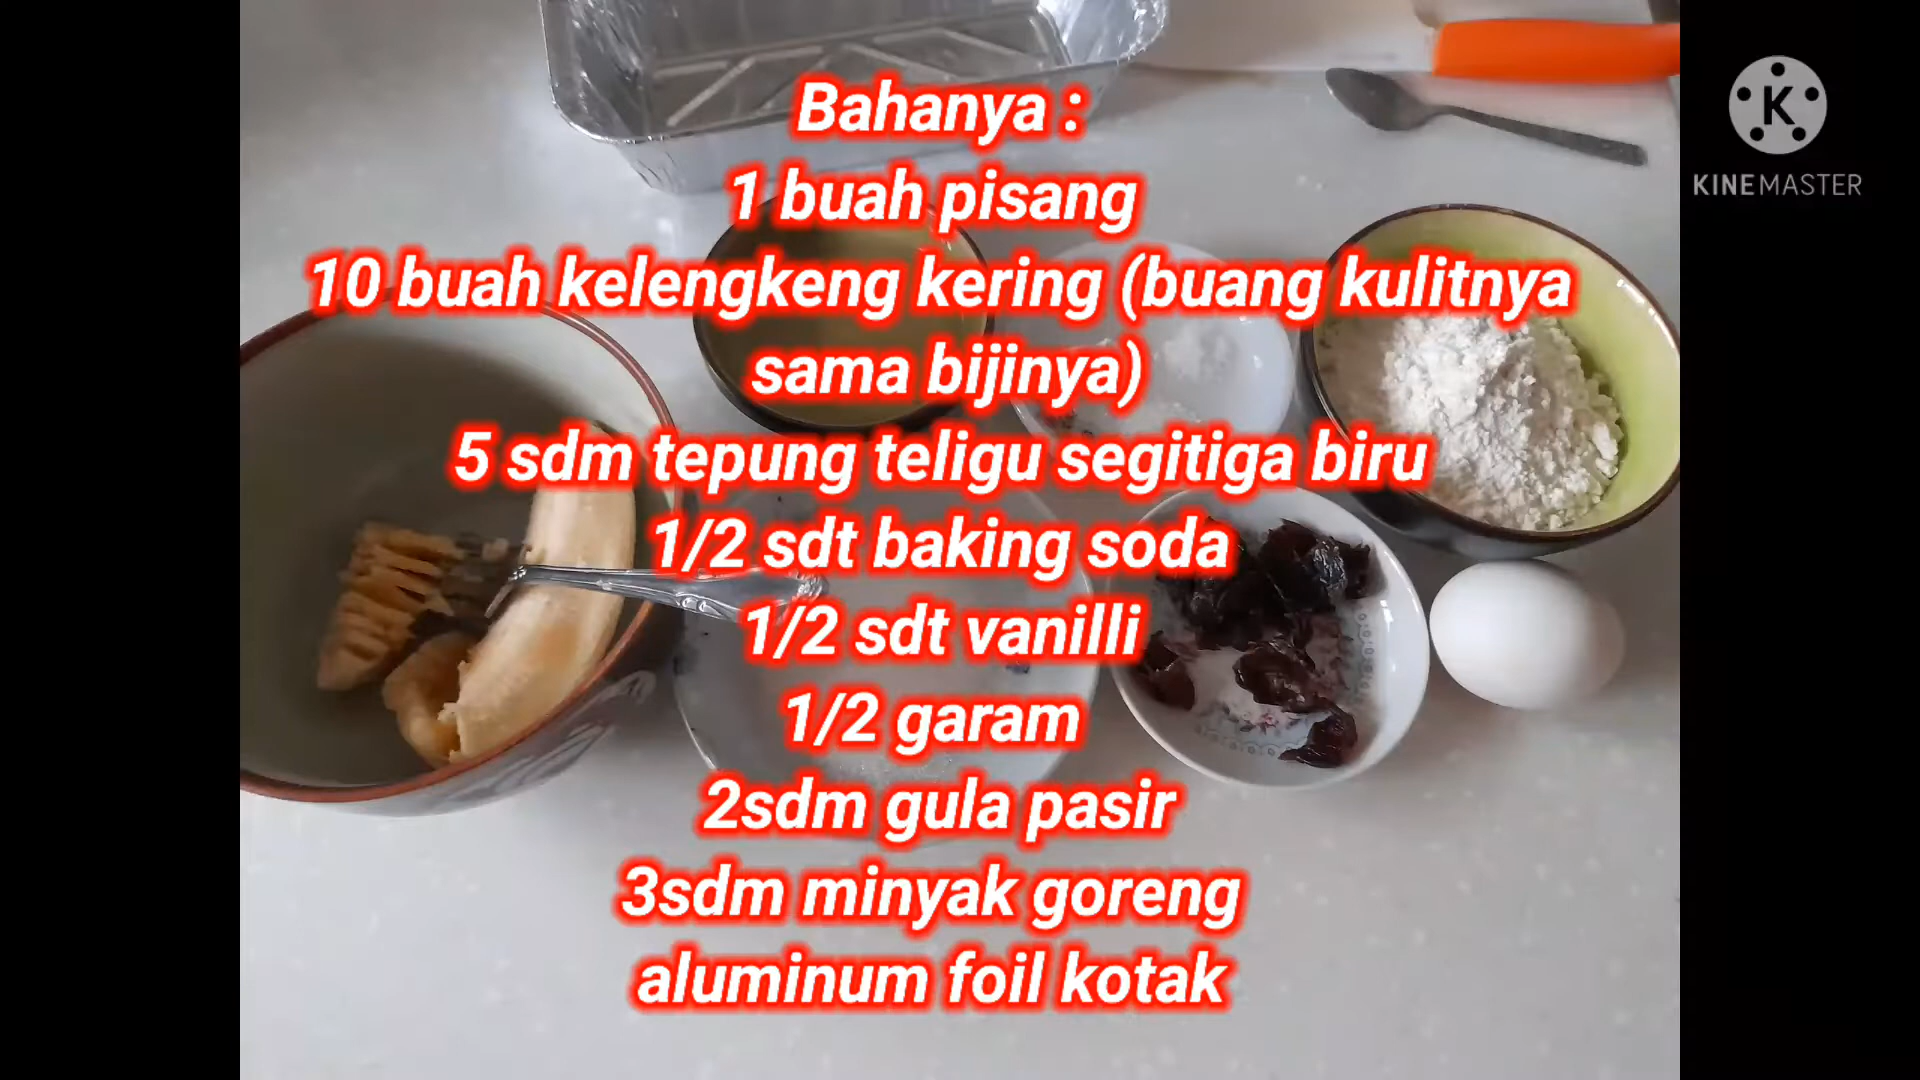 Bahanya :
1 buah pisang
10 buah kelengkeng kering (buang kulitnya
sama bijinya)
5 sdm tepung teligu segitiga biru
1/2 sdt baking soda
1/2 sdt vanilli
1/2 garam
2sdm gula pasir
3sdm minyak goreng
aluminum foil kotak
K
KINEMASTER